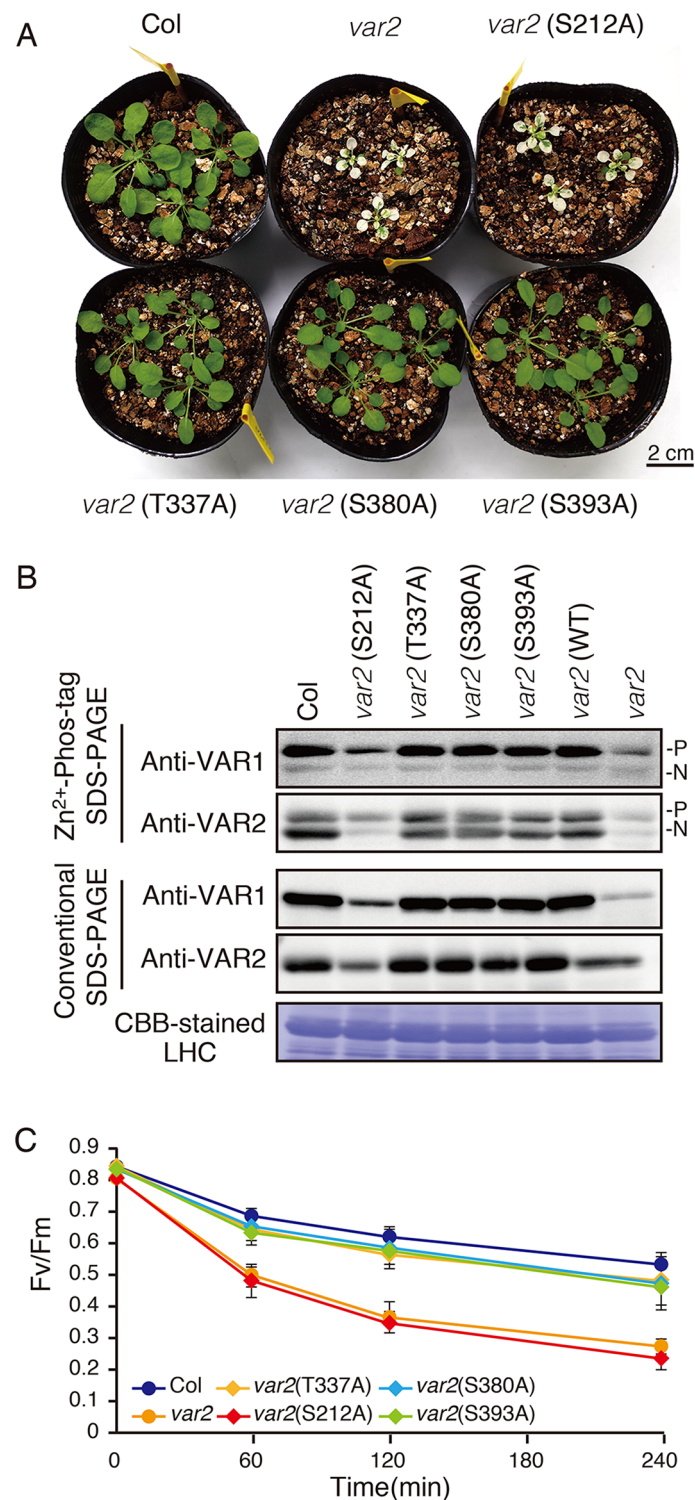 A
Col
var2
var2 (S212A)
var2 (T337A)
var2 (S380A)
var2 (S393A)
2 cm
B
Col
var2 (S212A)
var2 (T337A)
var2 (S380A)
var2 (S393A)
var2 (WT)
var2
Zn2+-Phos-tag
SDS-PAGE
Anti-VAR1
-P
-N
Anti-VAR2
-P
-N
Conventional
SDS-PAGE
Anti-VAR1
Anti-VAR2
CBB-stained
LHC
C
Fv/Fm
0.9
0.8
0.7
0.6
0.5
0.4
0.3
0.2
0.1
0
Col
var2(T337A)
var2(S380A)
var2
var2(S212A)
var2(S393A)
0
60
120
180
240
Time(min)